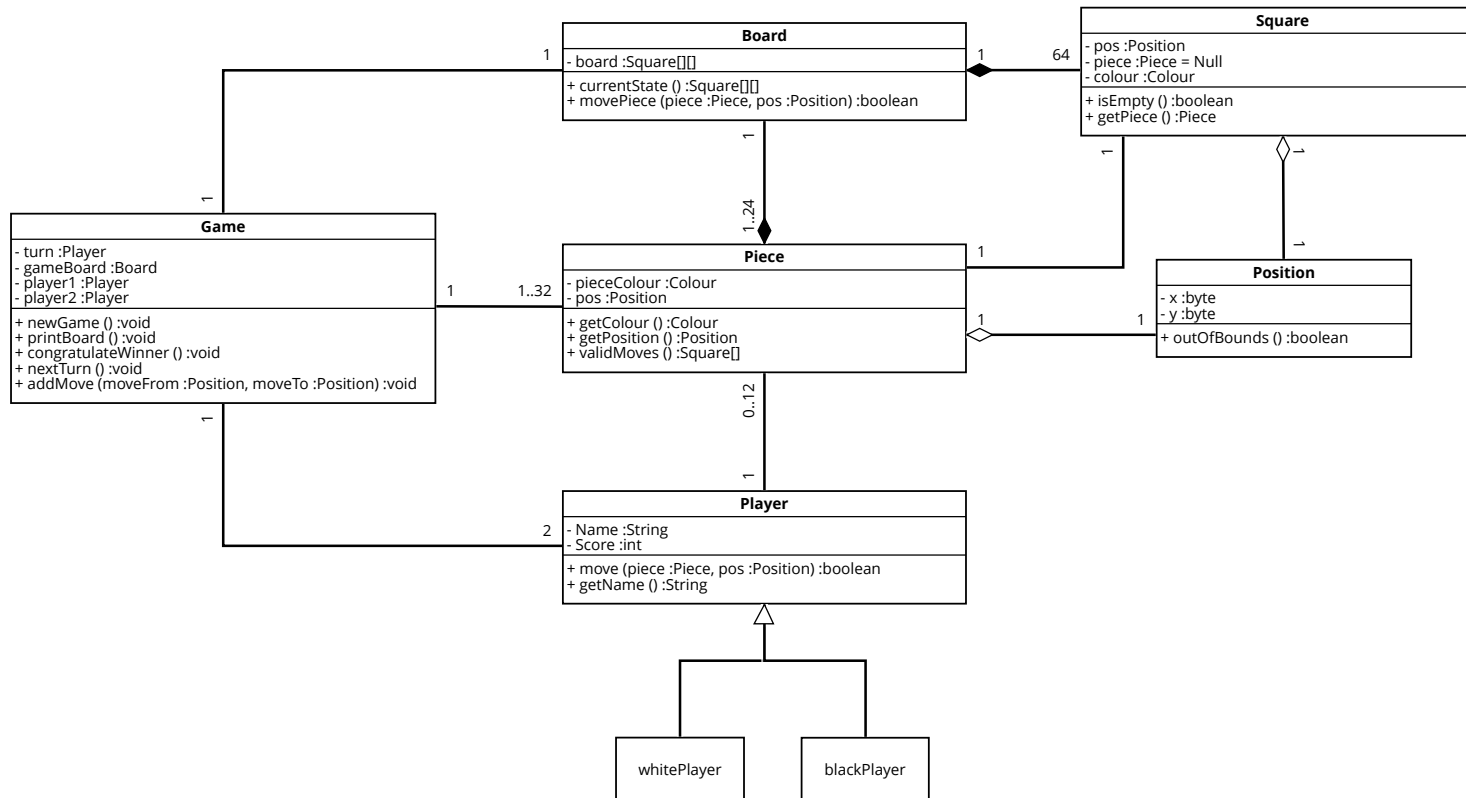 Board
- board :Square[][]
+ currentState () :Square[][]
+ movePiece (piece :Piece, pos :Position) :boolean
Square
- pos :Position
- piece :Piece = Null
- colour :Colour
+ isEmpty () :boolean
+ getPiece () :Piece
1
1
1
64
1
1..24
1
1
1
1
Game
- turn :Player
- gameBoard :Board
- player1 :Player
- player2 :Player
+ newGame () :void
+ printBoard () :void
+ congratulateWinner () :void
+ nextTurn () :void
+ addMove (moveFrom :Position, moveTo :Position) :void
1
1..32
Piece
- pieceColour :Colour
- pos :Position
+ getColour () :Colour
+ getPosition () :Position
+ validMoves () :Square[]
1
1
Position
- x :byte
- y :byte
+ outOfBounds () :boolean
0..12
1
1
2
Player
- Name :String
- Score :int
+ move (piece :Piece, pos :Position) :boolean
+ getName () :String
whitePlayer
blackPlayer